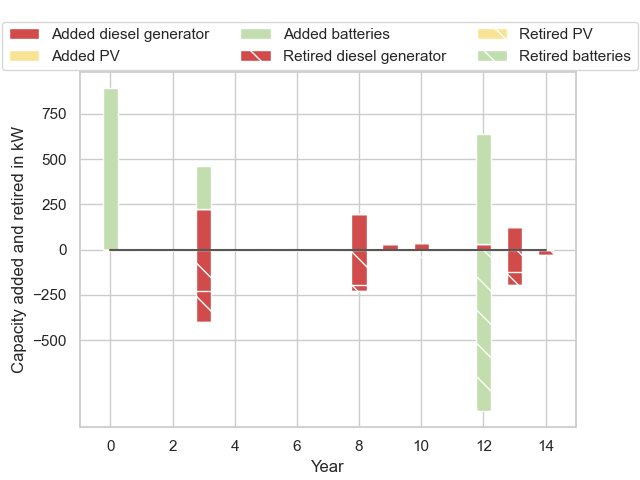 Added diesel generator Added batteries Retired PV
Added PV Retired diesel generator Retired batteries
Capacity added and retired in kW
750
500
250
0
−250
−500
0 2 4 6 8 10 12 14
Year